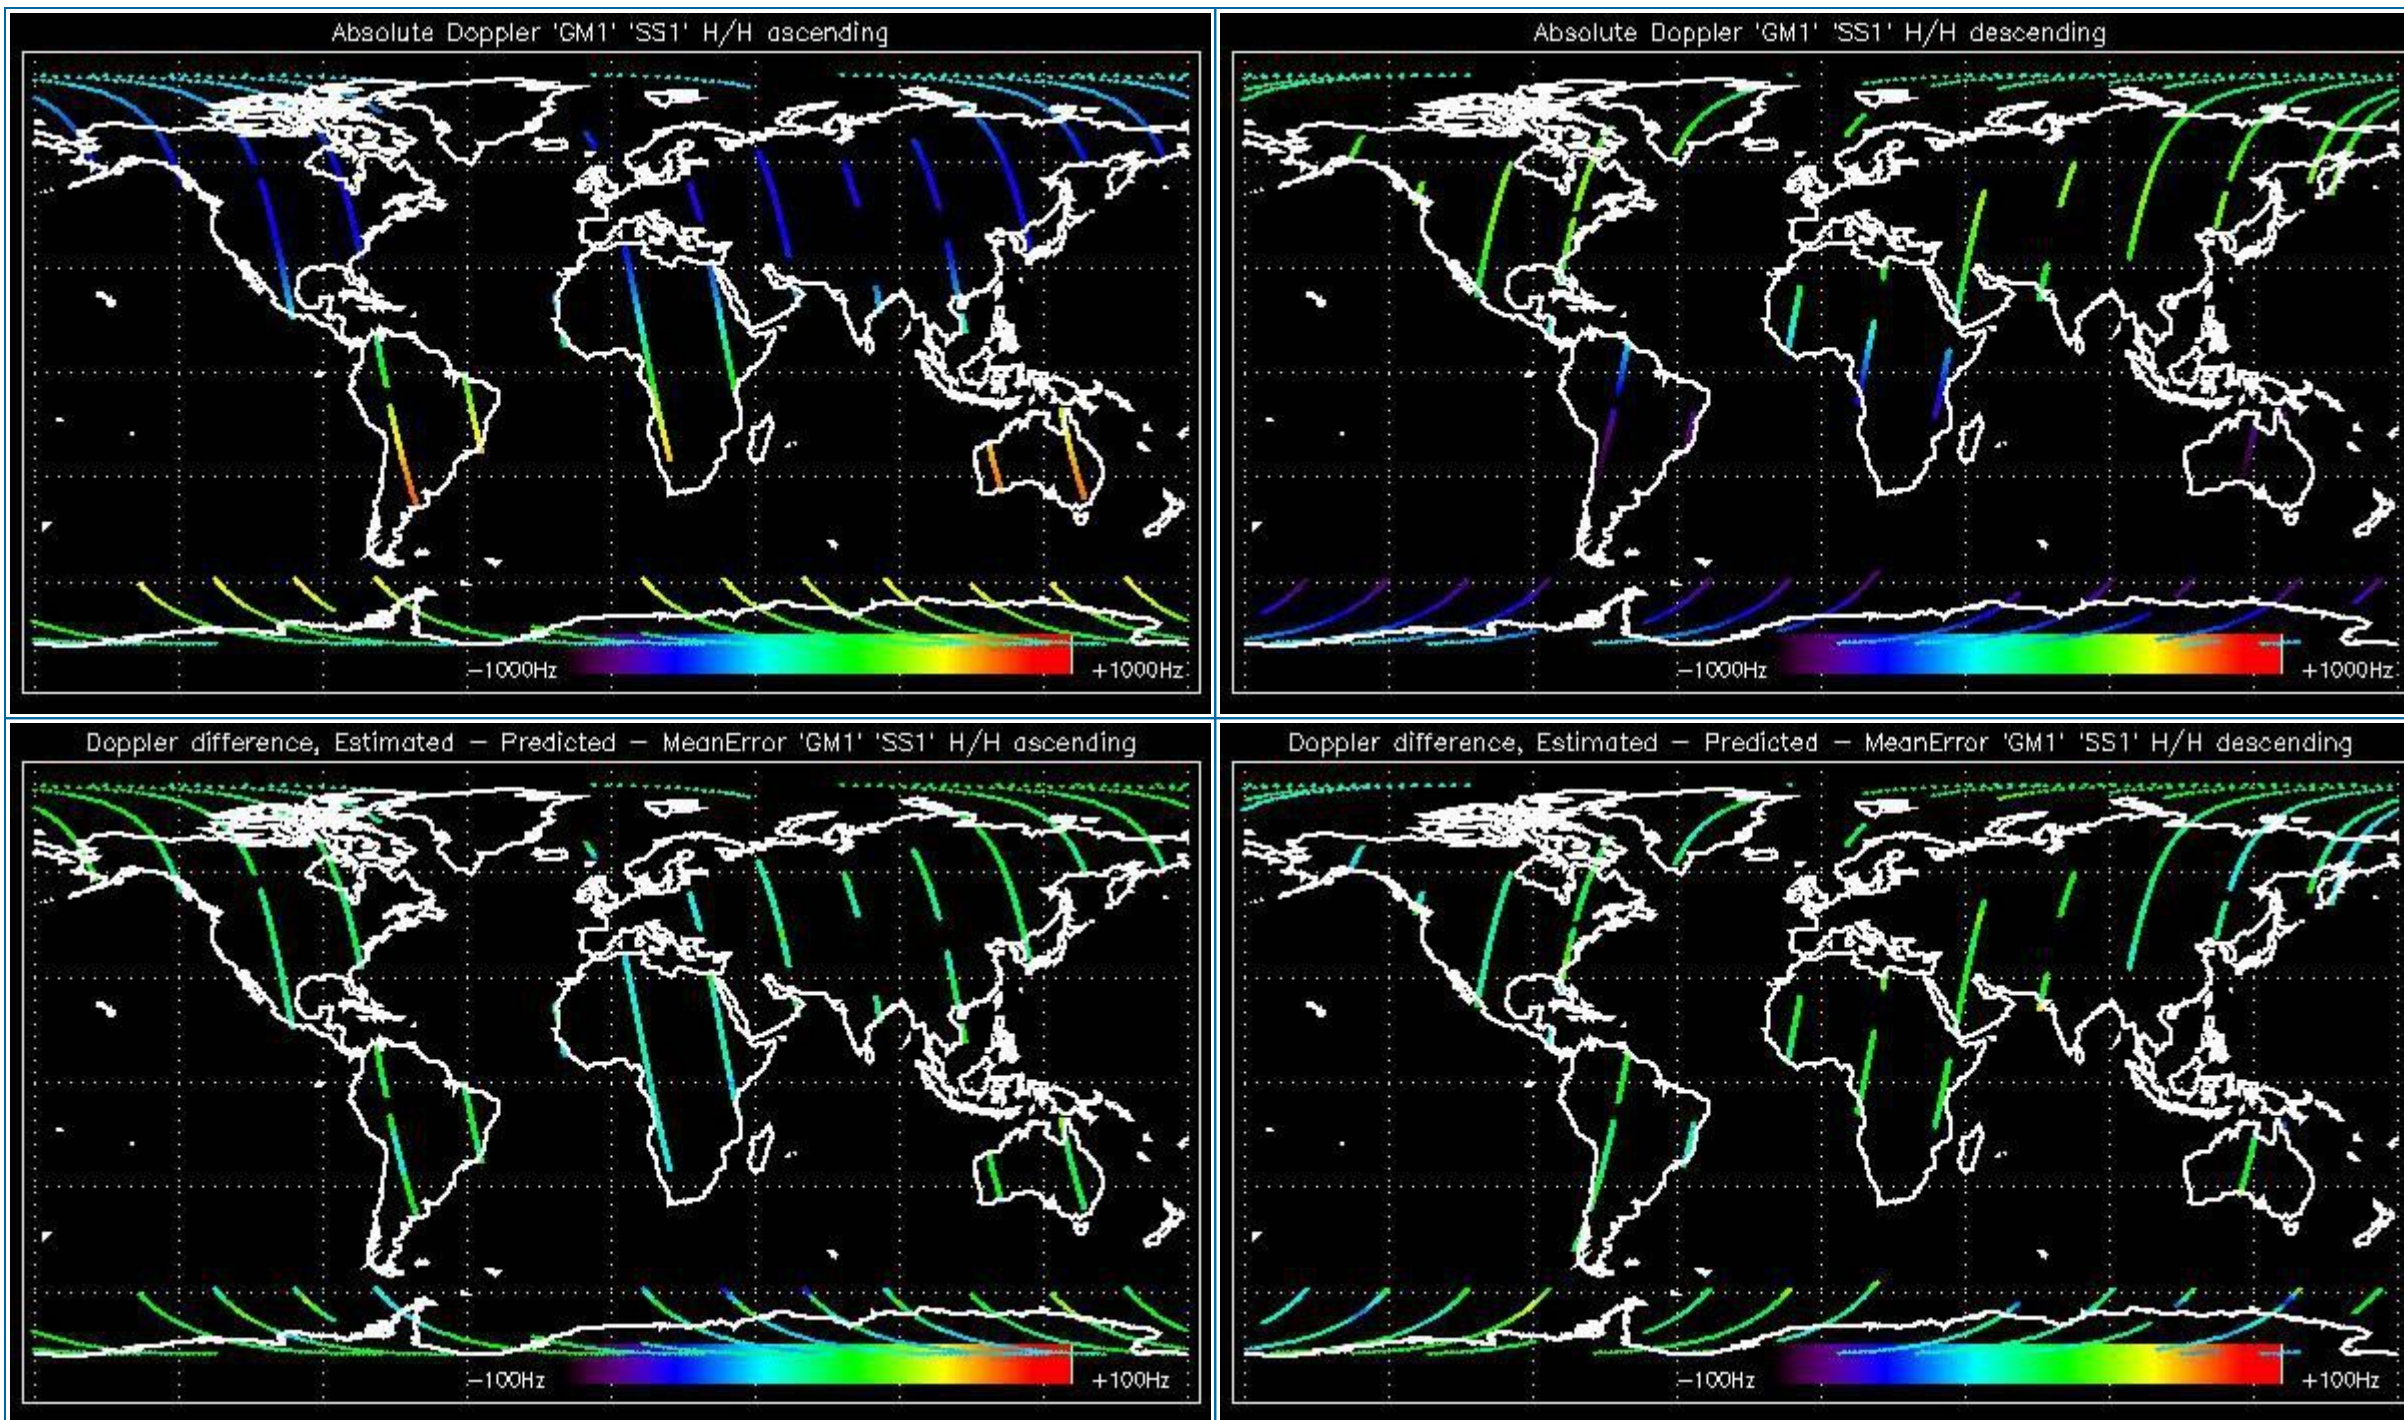 Absolute Doppler 'GM1' 'SS1' H/H ascending
-1000Hz +1000Hz
Absolute Doppler 'GM1' 'SS1' H/H descending
-1000Hz +1000Hz
Doppler difference, Estimated - Predicted - MeanError 'GM1' 'SS1' H/H ascending
-100Hz +100Hz
Doppler difference, Estimated - Predicted - MeanError 'GM1' 'SS1' H/H descending
-100Hz +100Hz